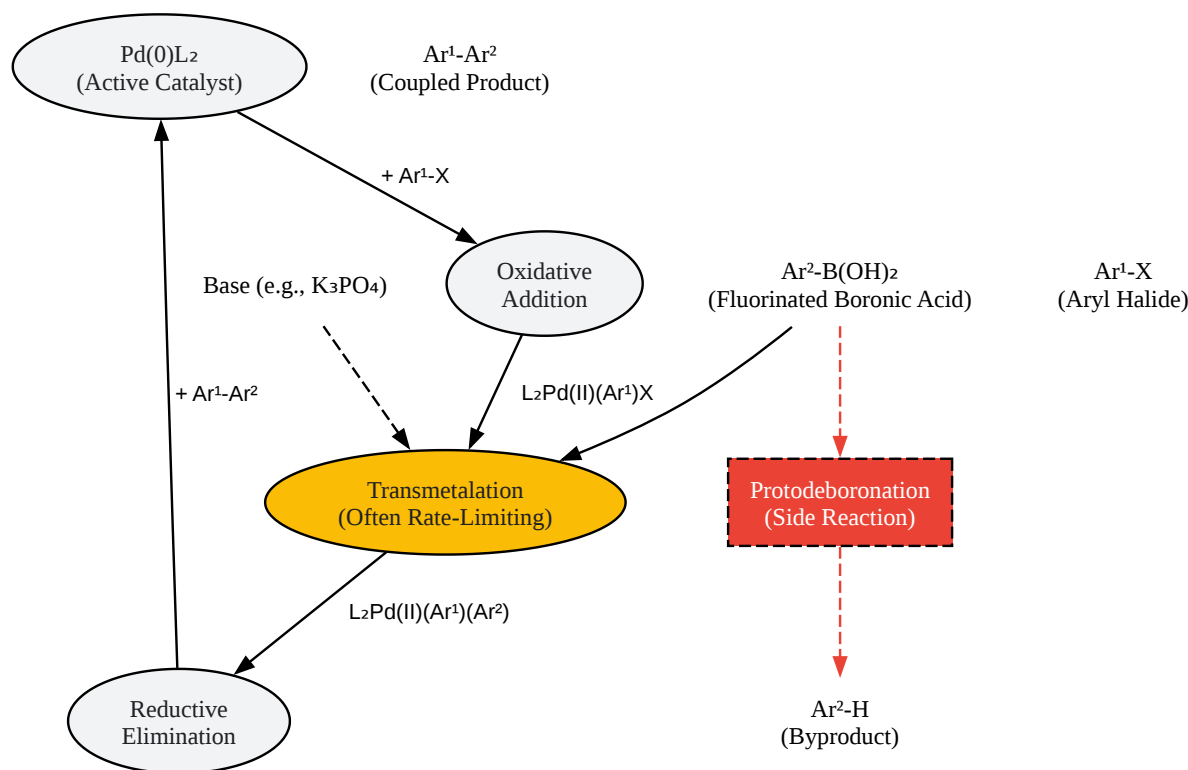 Pd(0)L₂
(Active Catalyst)
Ar¹-Ar²
(Coupled Product)
+ Ar¹-X
Oxidative
Addition
Base (e.g., K₃PO₄)
Ar²-B(OH)₂
(Fluorinated Boronic Acid)
Ar¹-X
(Aryl Halide)
+ Ar¹-Ar²
L₂Pd(II)(Ar¹)X
Transmetalation
(Often Rate-Limiting)
Protodeboronation
(Side Reaction)
L₂Pd(II)(Ar¹)(Ar²)
Reductive
Elimination
Ar²-H
(Byproduct)